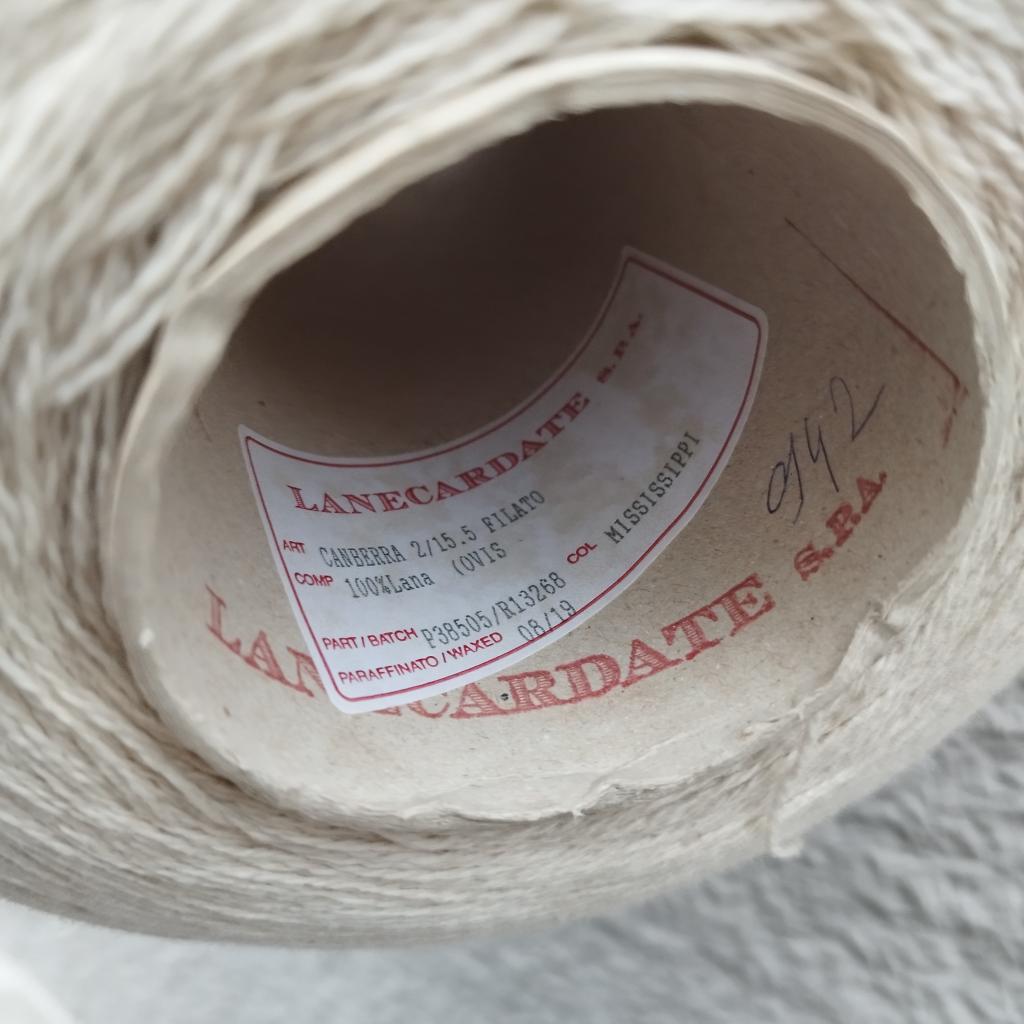 LANECARDATE S.P.A.
ART CANBERRA 2/15.5 FILATO
COMP 100%Lana (OVIS
COL MISSISSIPPI
PART / BATCH P38505/R13268
PARAFFINATO / WAXED 08/19
LANECARDATE S.P.A.
942